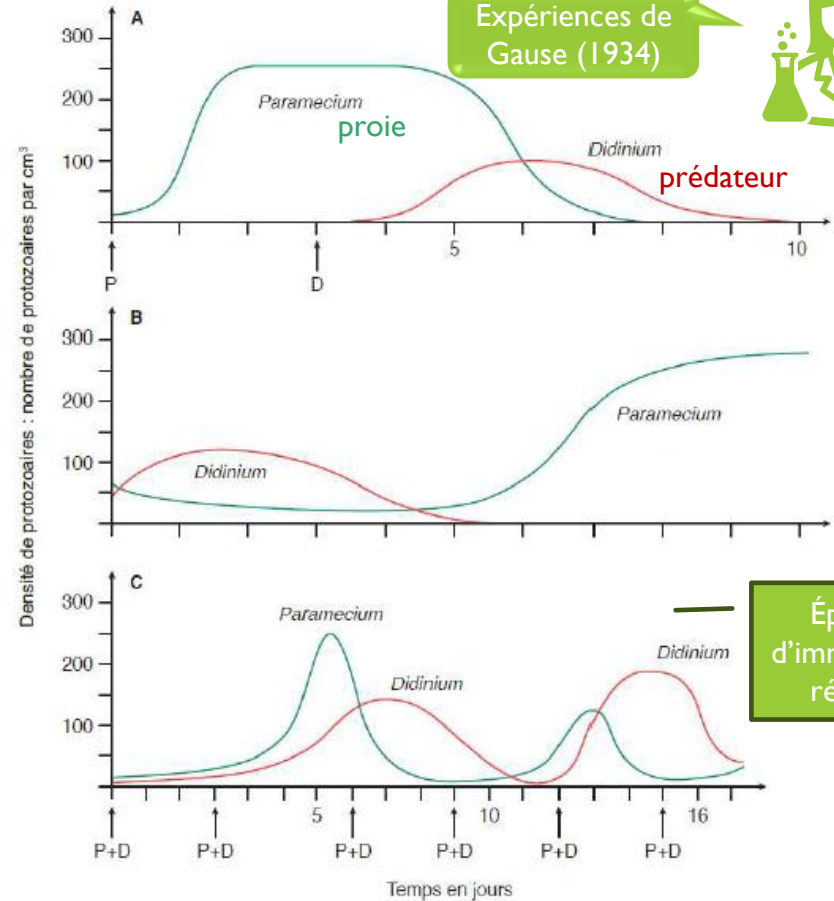 Expériences de
Gause (1934)
A
300
200
100
Paramecium
proie
Didinium
prédateur
5
10
P
D
B
300
200
100
Didinium
Paramecium
Densité de protozoaires : nombre de protozoaires par cm³
C
300
200
100
Paramecium
Didinium
Didinium
5
10
16
P+D
P+D
P+D
P+D
P+D
P+D
Temps en jours